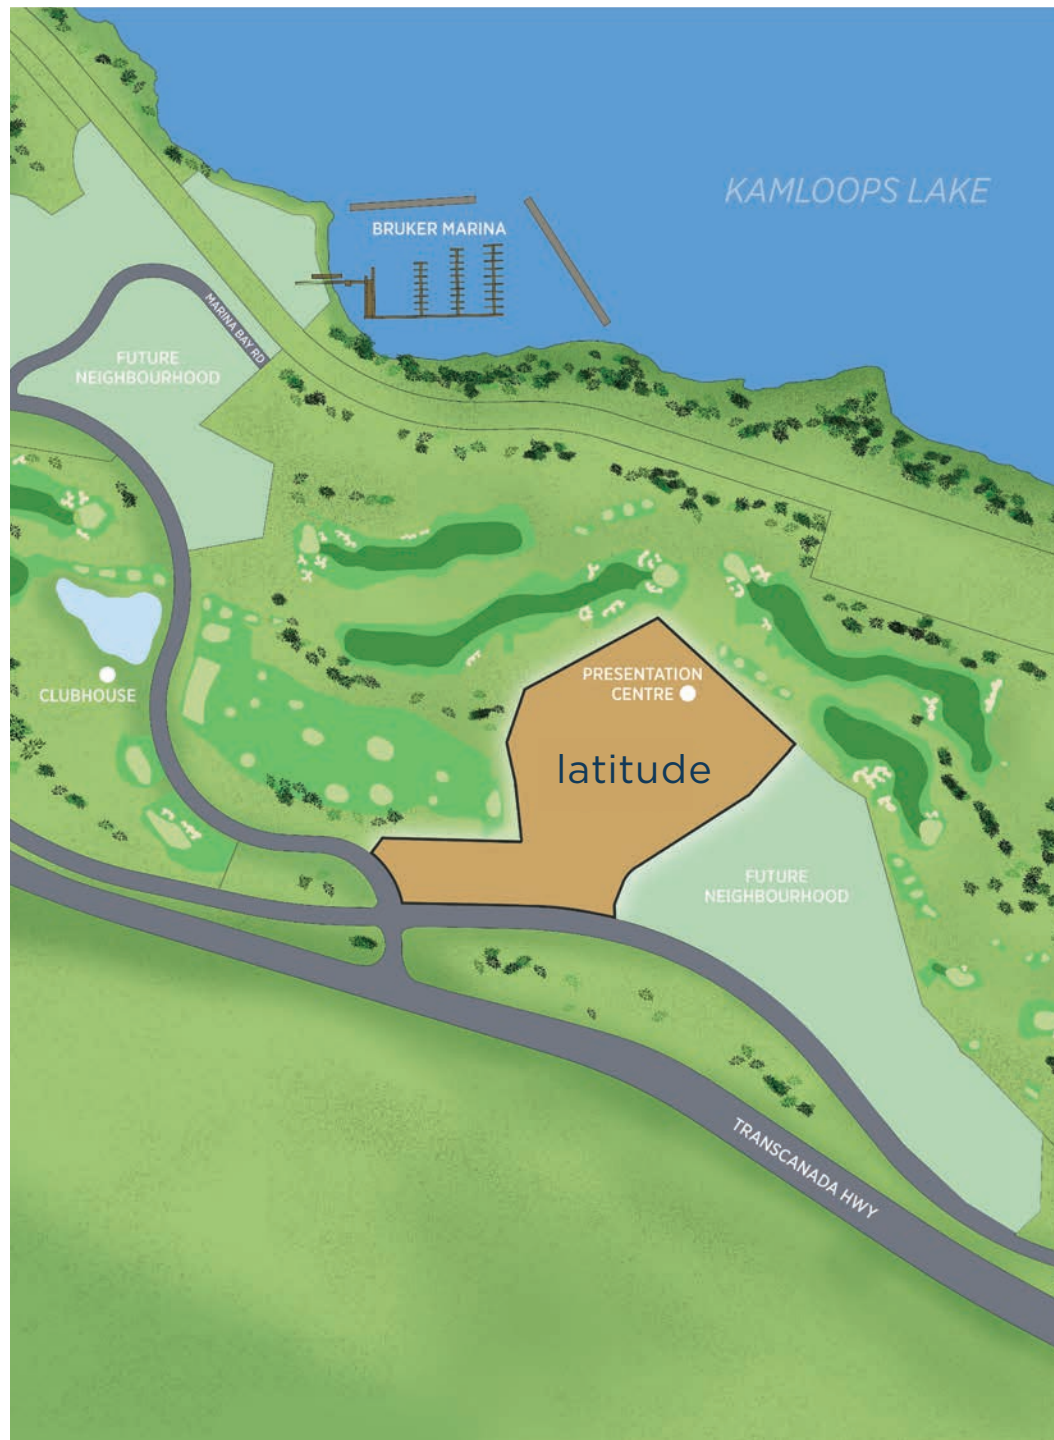 KAMLOOPS LAKE
BRUKER MARINA
MARINA BAY RD
FUTURE
NEIGHBOURHOOD
PRESENTATION
CENTRE
CLUBHOUSE
latitude
FUTURE
NEIGHBOURHOOD
TRANSCANADA HWY